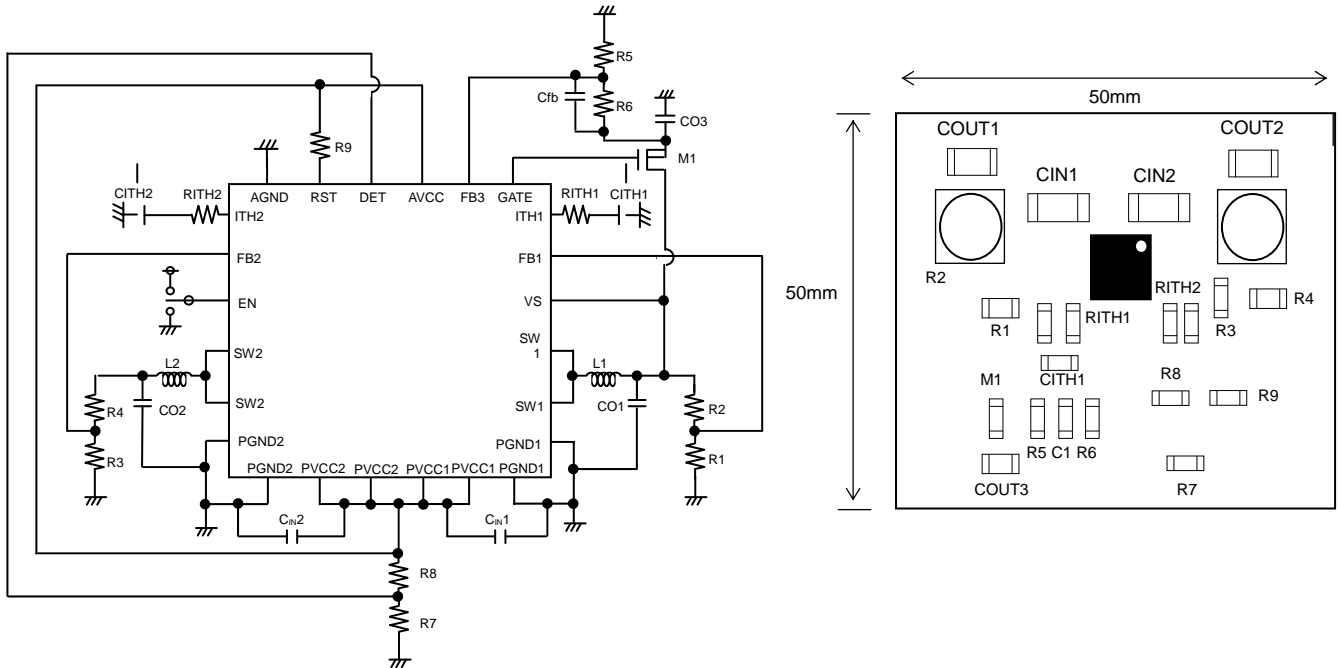 R5
Cfb
R6
CO3
R9
M1
CITH2
RITH2
AGND
RST
DET
AVCC
FB3
GATE
RITH1
CITH1
ITH2
ITH1
FB2
FB1
EN
VS
SW2
SW
1
L2
L1
SW2
SW1
R4
CO2
CO1
R2
PGND2
PGND1
R3
R1
PGND2
PVCC2
PVCC2
PVCC1
PVCC1
PGND1
CIN2
CIN1
R8
R7
50mm
50mm
COUT1
COUT2
CIN1
CIN2
R2
RITH2
R1
RITH1
R3
R4
M1
CITH1
R8
R9
R5
C1
R6
COUT3
R7